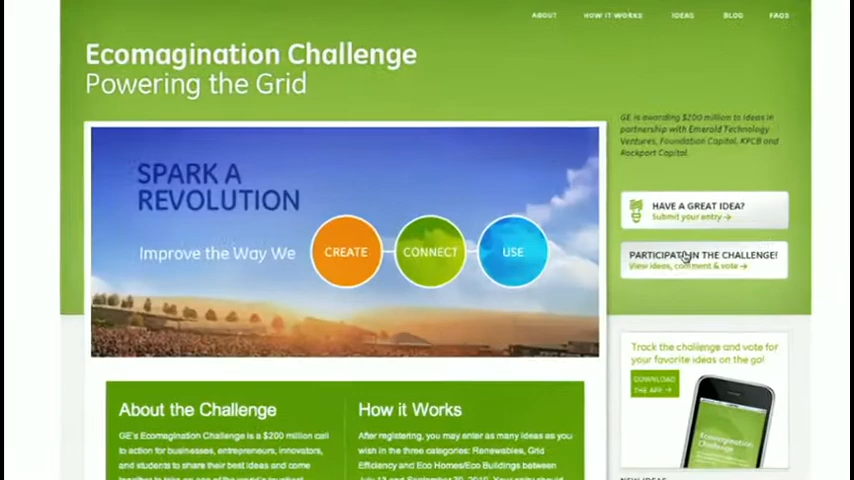 ABOUT HOW IT WORKS IDEAS BLOG FAQS
Ecomagination Challenge
Powering the Grid
GE is awarding $200 million to ideas in
partnership with Emerald Technology
Ventures, Foundation Capital, KPCB and
Rockport Capital.
SPARK A
REVOLUTION
Improve the Way We
CREATE
CONNECT
USE
HAVE A GREAT IDEA?
Submit your entry →
PARTICIPATE IN THE CHALLENGE!
View ideas, comment & vote →
Track the challenge and vote for
your favorite ideas on the go!
DOWNLOAD
THE APP →
Ecomagination
Challenge
About the Challenge
GE's Ecomagination Challenge is a $200 million call
to action for businesses, entrepreneurs, innovators,
and students to share their best ideas and come
How it Works
After registering, you may enter as many ideas as you
wish in the three categories: Renewables, Grid
Efficiency and Eco Homes/Eco Buildings between
NEW IDEAS